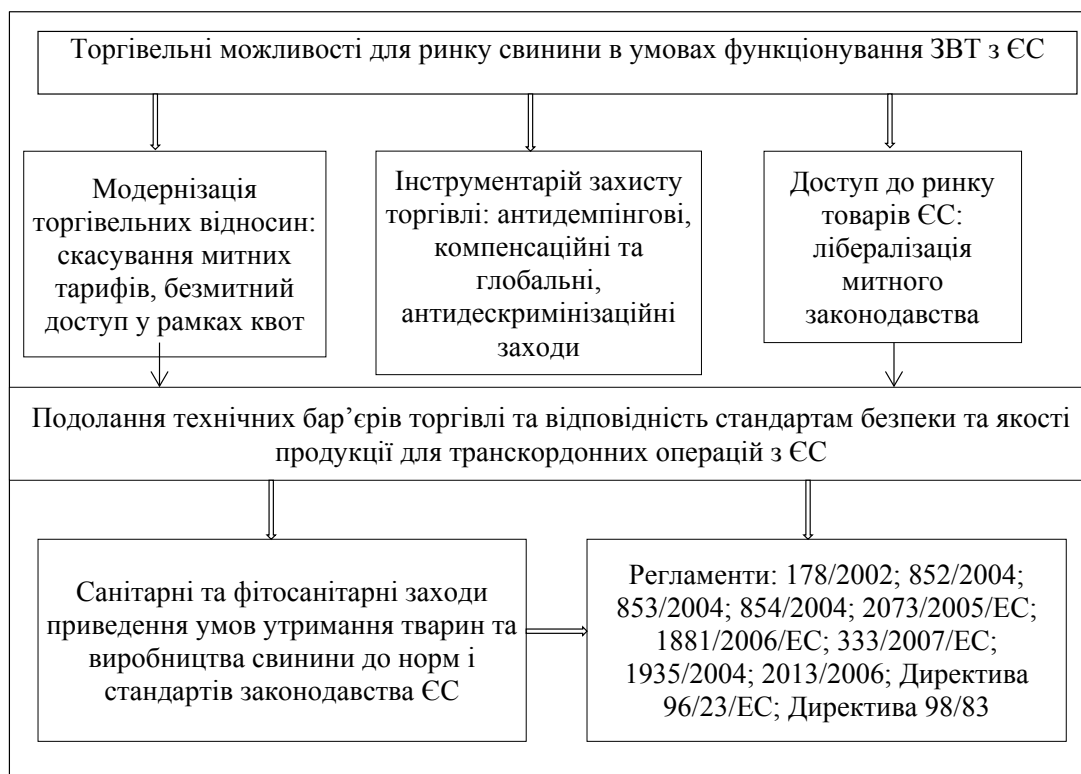 Торгівельні можливості для ринку свинини в умовах функціонування ЗВТ з ЄС
Модернізація
торгівельних відносин:
скасування митних
тарифів, безмитний
доступ у рамках квот
Інструментарій захисту
торгівлі: антидемпінгові,
компенсаційні та
глобальні,
антидескримінізаційні
заходи
Доступ до ринку
товарів ЄС:
лібералізація
митного
законодавства
Подолання технічних бар’єрів торгівлі та відповідність стандартам безпеки та якості
продукції для транскордонних операцій з ЄС
Санітарні та фітосанітарні заходи
приведення умов утримання тварин та
виробництва свинини до норм і
стандартів законодавства ЄС
Регламенти: 178/2002; 852/2004;
853/2004; 854/2004; 2073/2005/ЕС;
1881/2006/ЕС; 333/2007/ЕС;
1935/2004; 2013/2006; Директива
96/23/ЕС; Директива 98/83